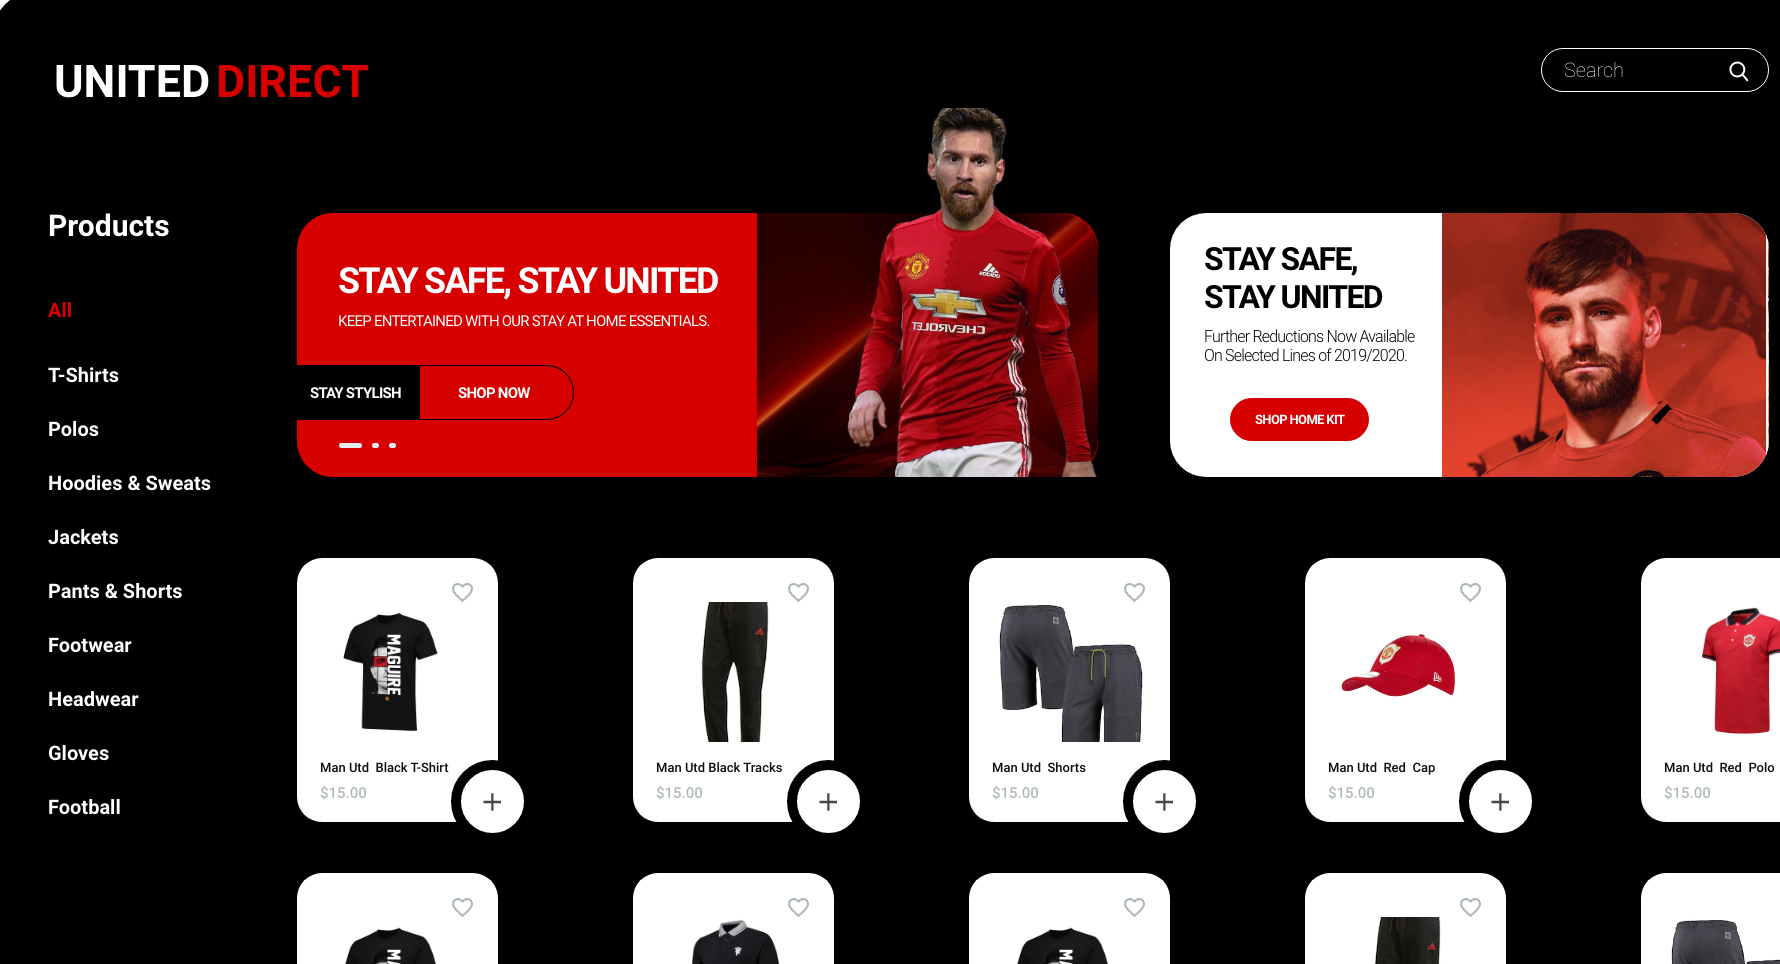 UNITED DIRECT
Search
Products
All
T-Shirts
Polos
Hoodies & Sweats
Jackets
Pants & Shorts
Footwear
Headwear
Gloves
Football
STAY SAFE, STAY UNITED
KEEP ENTERTAINED WITH OUR STAY AT HOME ESSENTIALS.
STAY STYLISH
SHOP NOW
adidas
CHEVROLET
STAY SAFE,
STAY UNITED
Further Reductions Now Available
On Selected Lines of 2019/2020.
SHOP HOME KIT
MAGUIRE
Man Utd Black T-Shirt
$15.00
Man Utd Black Tracks
$15.00
Man Utd Shorts
$15.00
Man Utd Red Cap
$15.00
Man Utd Red Polo
$15.00
MA
MA